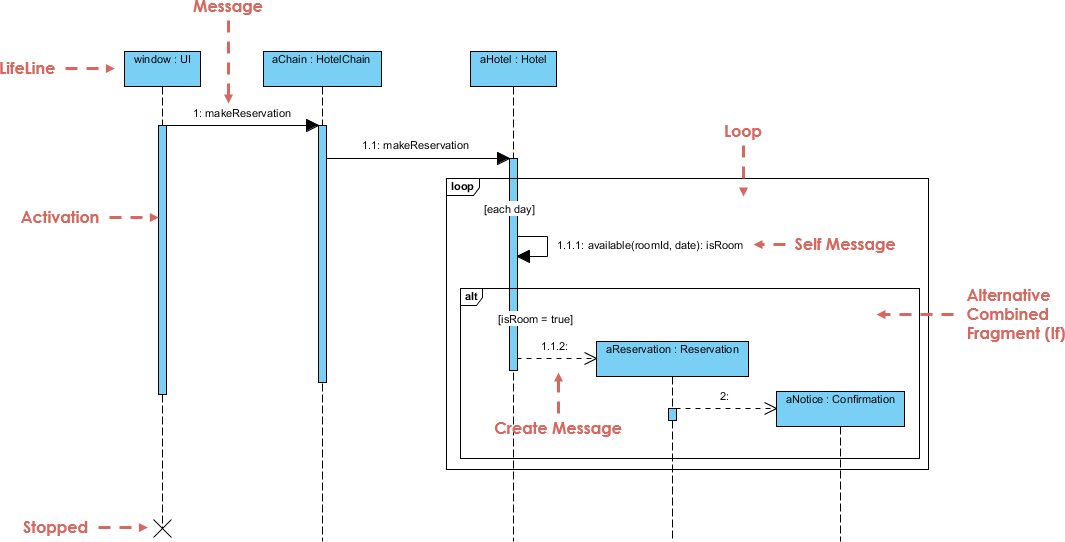 Message
LifeLine
window : UI
aChain : HotelChain
aHotel : Hotel
1: makeReservation
1.1: makeReservation
Loop
loop
[each day]
Activation
1.1.1: available(roomId, date): isRoom
Self Message
alt
Alternative
Combined
Fragment (If)
[isRoom = true]
1.1.2:
aReservation : Reservation
2:
aNotice : Confirmation
Create Message
Stopped